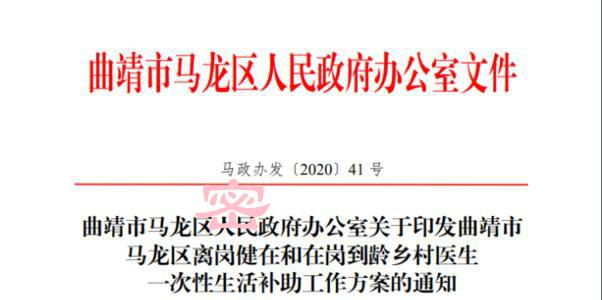 曲靖市马龙区人民政府办公室文件
马政办发〔2020〕41 号
密
曲靖市马龙区人民政府办公室关于印发曲靖市
马龙区离岗健在和在岗到龄乡村医生
一次性生活补助工作方案的通知